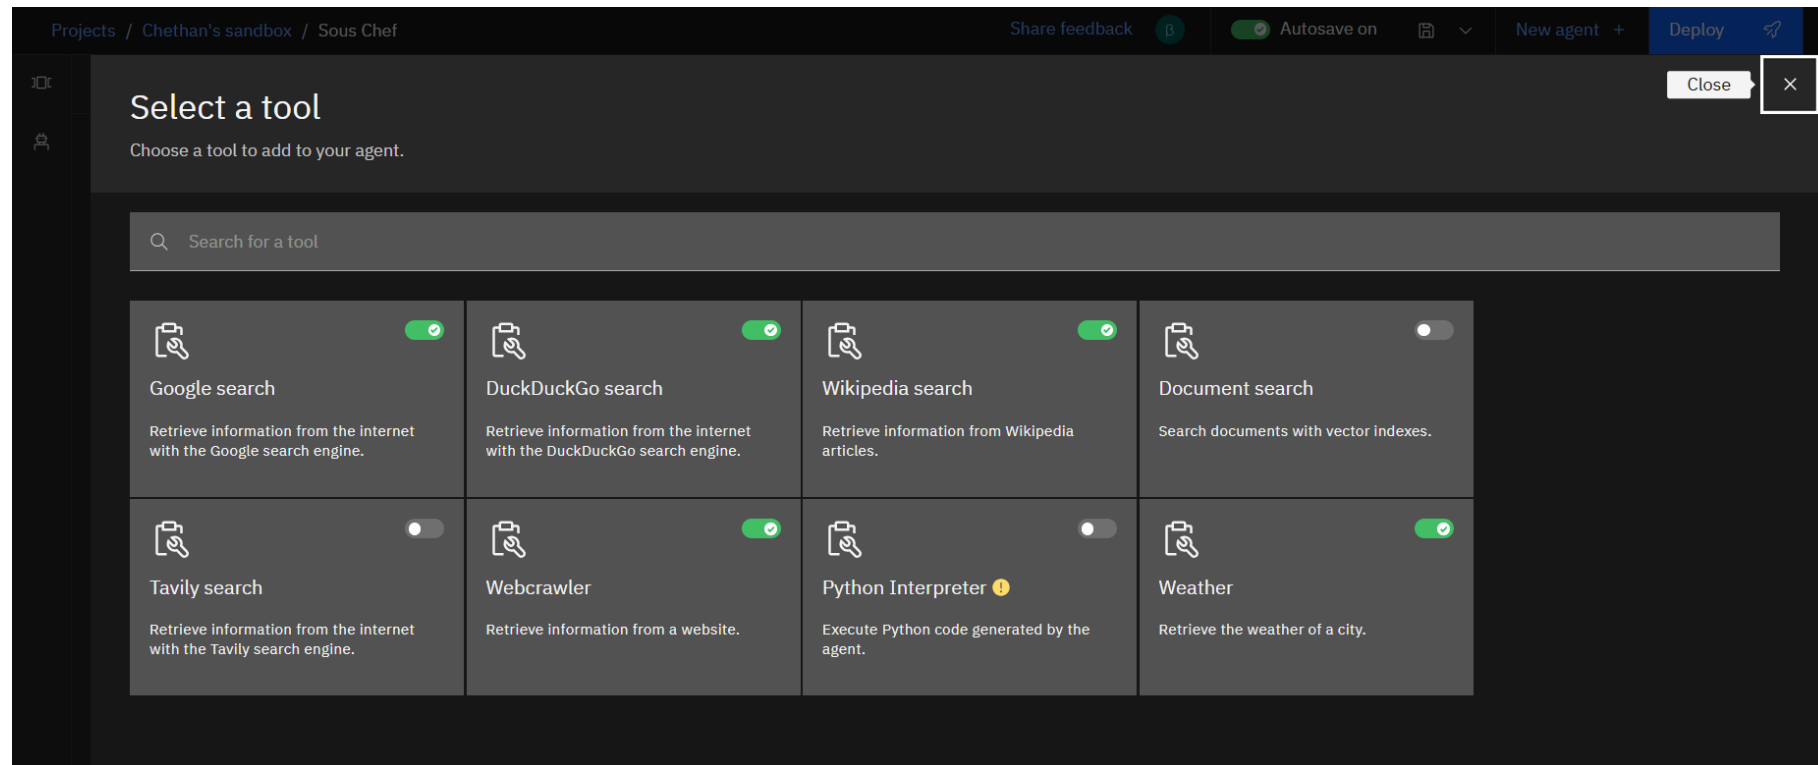 Projects / Chethan's sandbox / Sous Chef
Share feedback
β
Autosave on
New agent +
Deploy
Select a tool
Close
Choose a tool to add to your agent.
Search for a tool
Google search
Retrieve information from the internet
with the Google search engine.
DuckDuckGo search
Retrieve information from the internet
with the DuckDuckGo search engine.
Wikipedia search
Retrieve information from Wikipedia
articles.
Document search
Search documents with vector indexes.
Tavily search
Retrieve information from the internet
with the Tavily search engine.
Webcrawler
Retrieve information from a website.
Python Interpreter
Execute Python code generated by the
agent.
Weather
Retrieve the weather of a city.